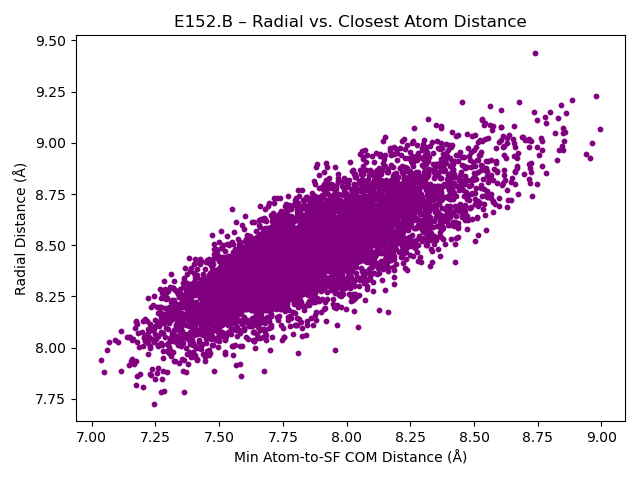 E152.B – Radial vs. Closest Atom Distance
9.50
9.25
9.00
8.75
8.50
8.25
8.00
7.75
Radial Distance (Å)
7.00 7.25 7.50 7.75 8.00 8.25 8.50 8.75 9.00
Min Atom-to-SF COM Distance (Å)